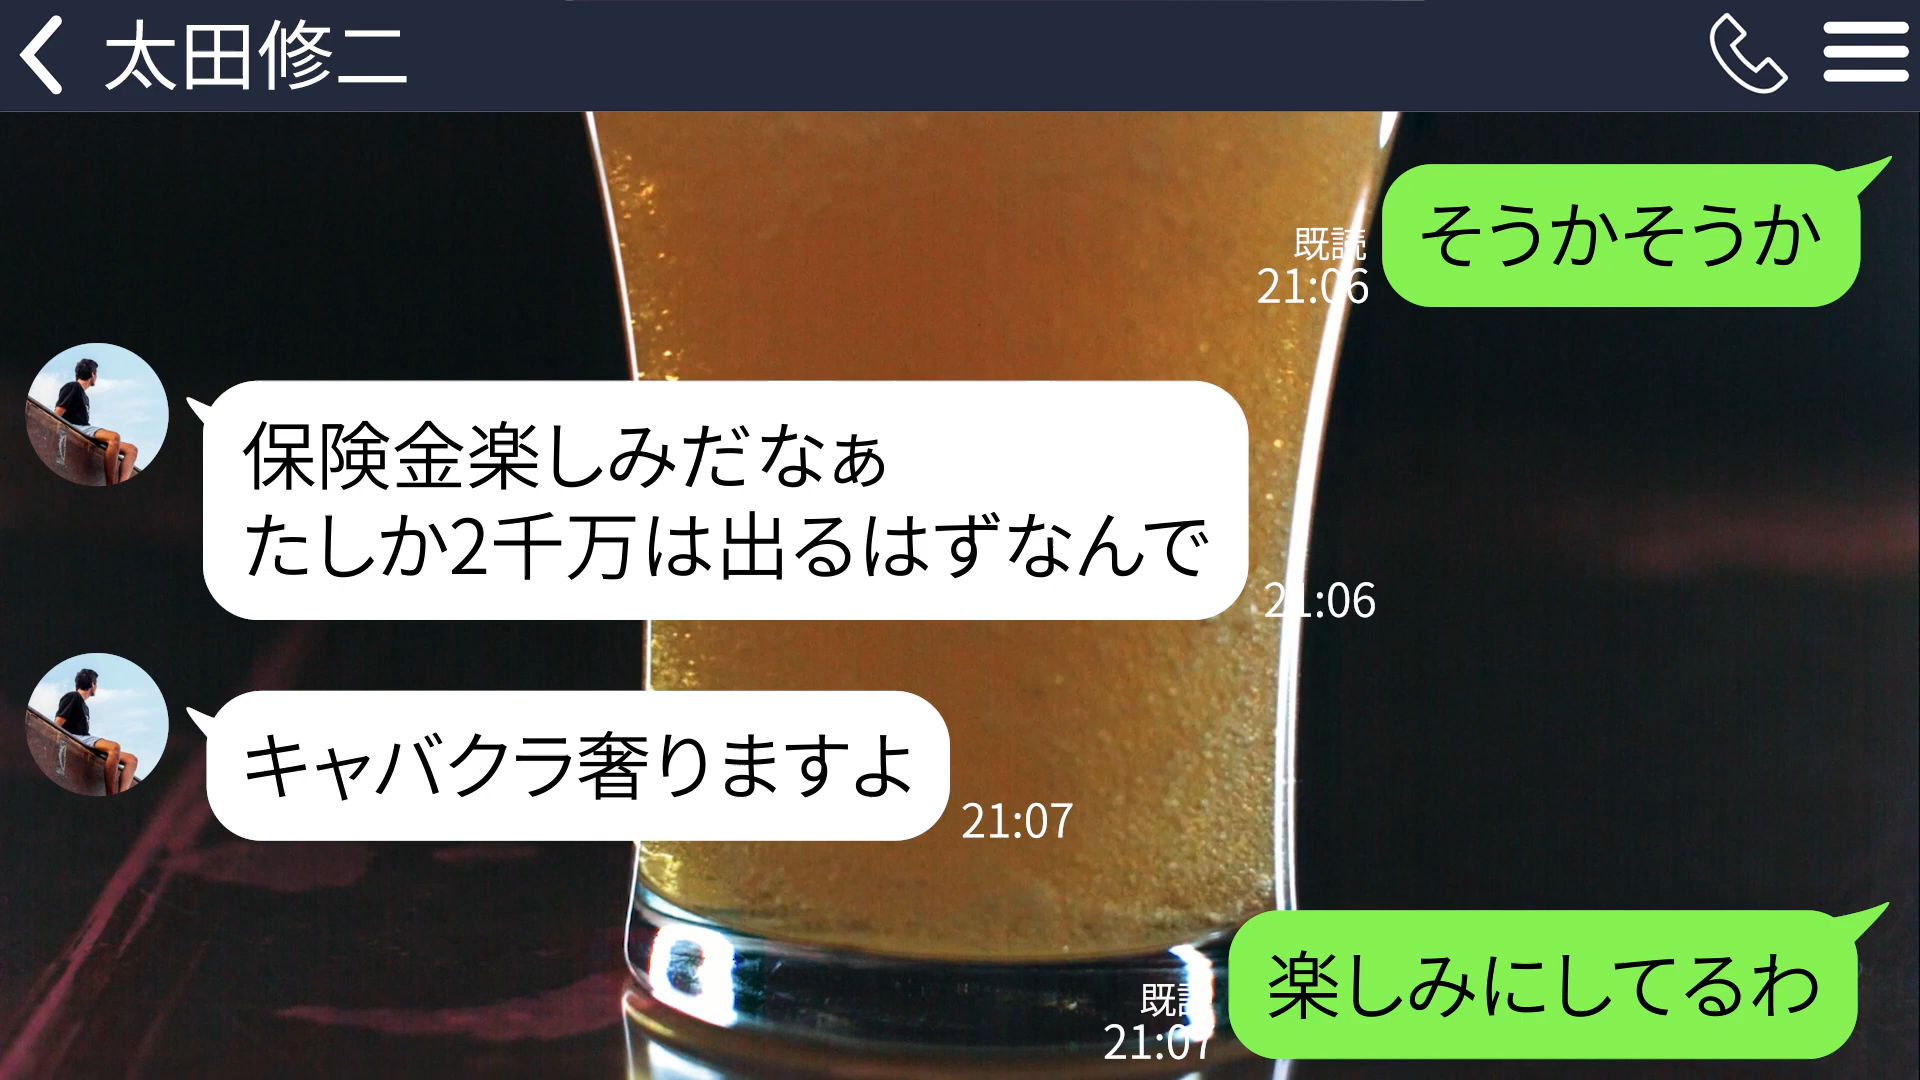 太田修二
そうかそうか
既読
21:06
保険金楽しみだなぁ
たしか2千万は出るはずなんで
21:06
キャバクラ奢りますよ
21:07
楽しみにしてるわ
既読
21:07